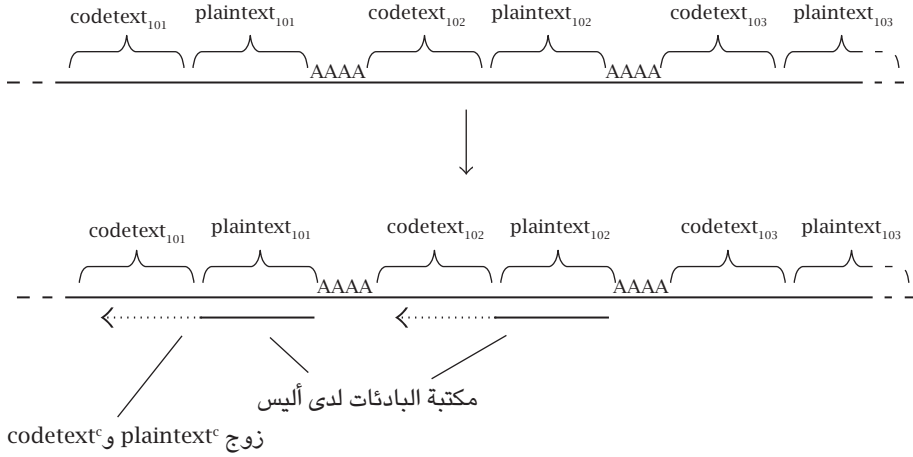 codetext₁₀₁ plaintext₁₀₁ codetext₁₀₂ plaintext₁₀₂ codetext₁₀₃ plaintext₁₀₃
AAAA AAAA
codetext₁₀₁ plaintext₁₀₁ codetext₁₀₂ plaintext₁₀₂ codetext₁₀₃ plaintext₁₀₃
AAAA AAAA
مكتبة البادئات لدى أليس
زوج plaintextᶜ وcodetextᶜ